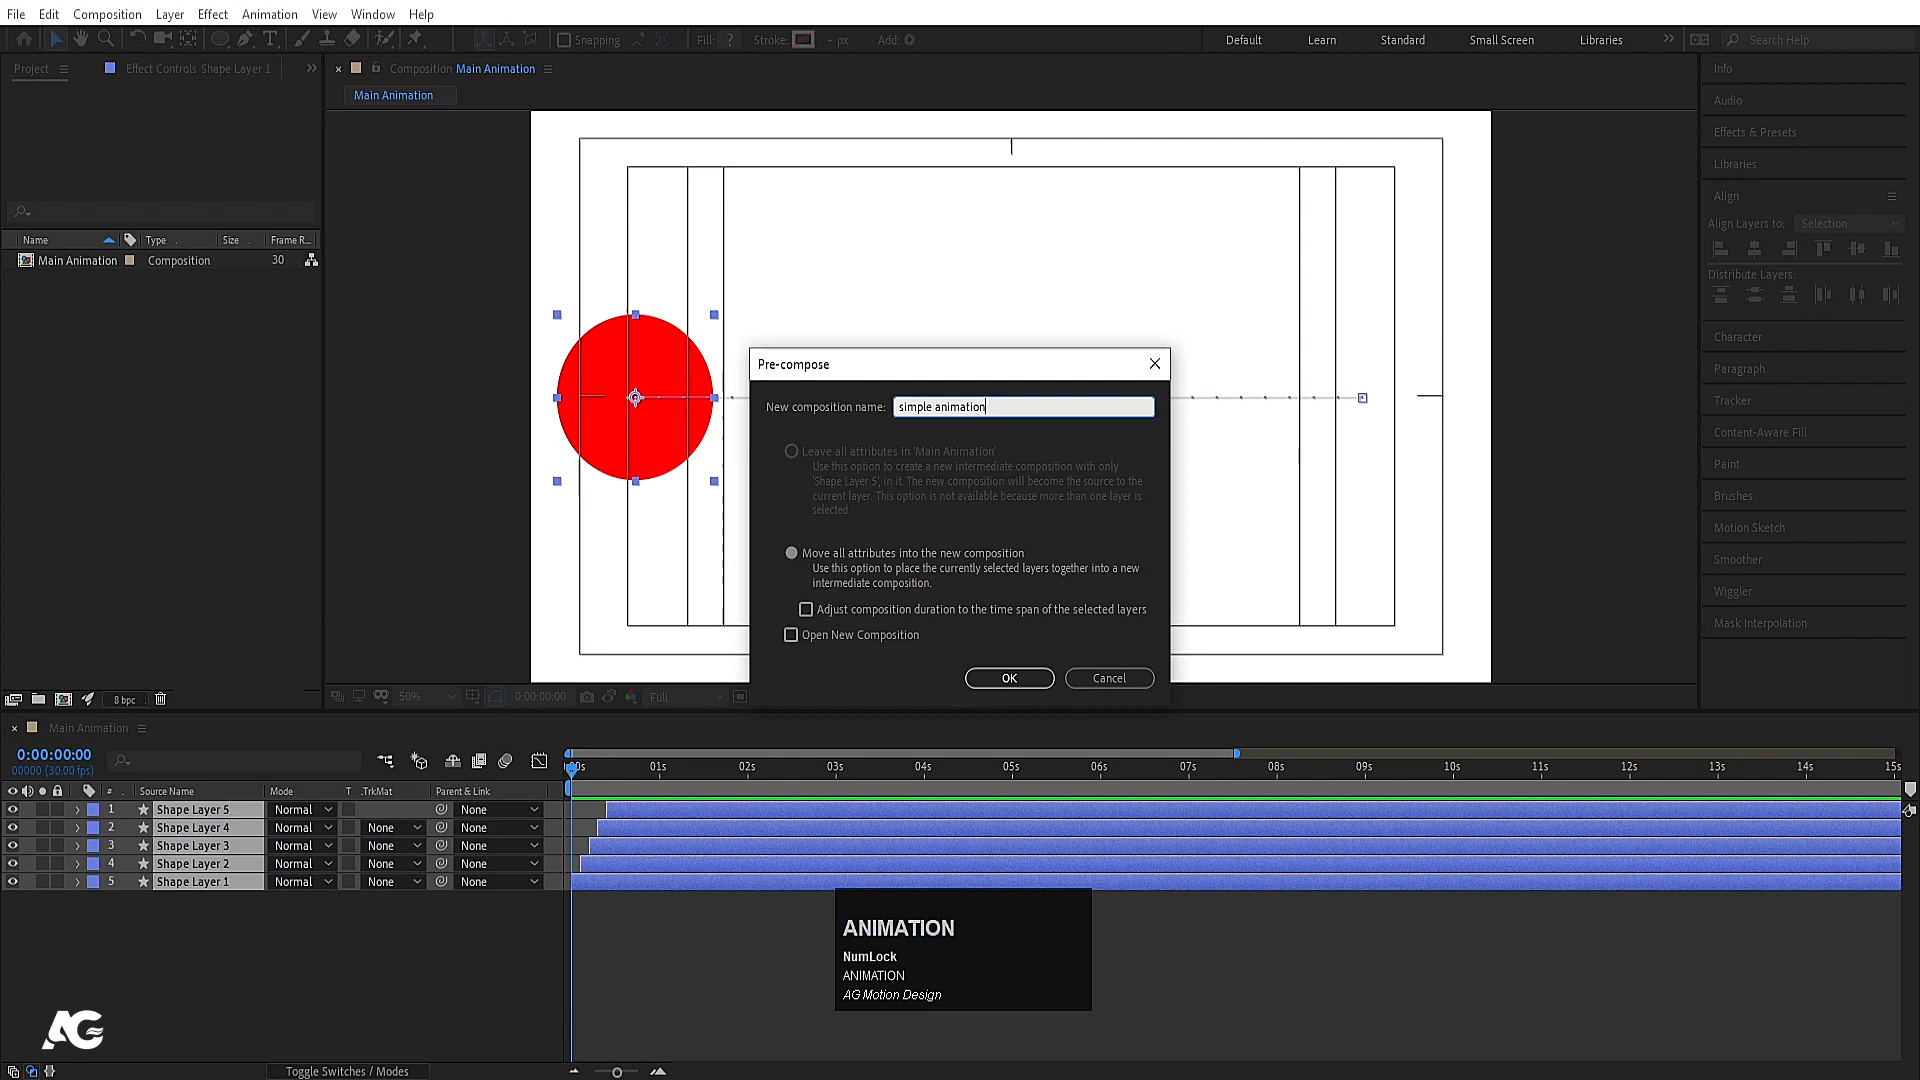 File Edit Composition Layer Effect Animation View Window Help
Snapping Fill: ? Stroke: - px Add: Default Learn Standard Small Screen Libraries Search Help
Project Effect Controls Shape Layer 1 Composition Main Animation
Main Animation
Name Type Size Frame R...
Main Animation Composition 30
8 bpc
50% 0:00:00:00 Full
Info
Audio
Effects & Presets
Libraries
Align
Align Layers to: Selection
Distribute Layers:
Character
Paragraph
Tracker
Content-Aware Fill
Paint
Brushes
Motion Sketch
Smoother
Wiggler
Mask Interpolation
Pre-compose
New composition name: simple animation
Leave all attributes in 'Main Animation'
Use this option to create a new intermediate composition with only
'Shape Layer 5', in it. The new composition will become the source to the
current layer. This option is not available because more than one layer is
selected.
Move all attributes into the new composition
Use this option to place the currently selected layers together into a new
intermediate composition.
Adjust composition duration to the time span of the selected layers
Open New Composition
OK Cancel
Main Animation
0:00:00:00
00000 (30.00 fps)
01s 02s 03s 04s 05s 06s 07s 08s 09s 10s 11s 12s 13s 14s 15s
# Source Name Mode T .TrkMat Parent & Link
1 Shape Layer 5 Normal None
2 Shape Layer 4 Normal None None
3 Shape Layer 3 Normal None None
4 Shape Layer 2 Normal None None
5 Shape Layer 1 Normal None None
ANIMATION
NumLock
ANIMATION
AG Motion Design
AG
Toggle Switches / Modes